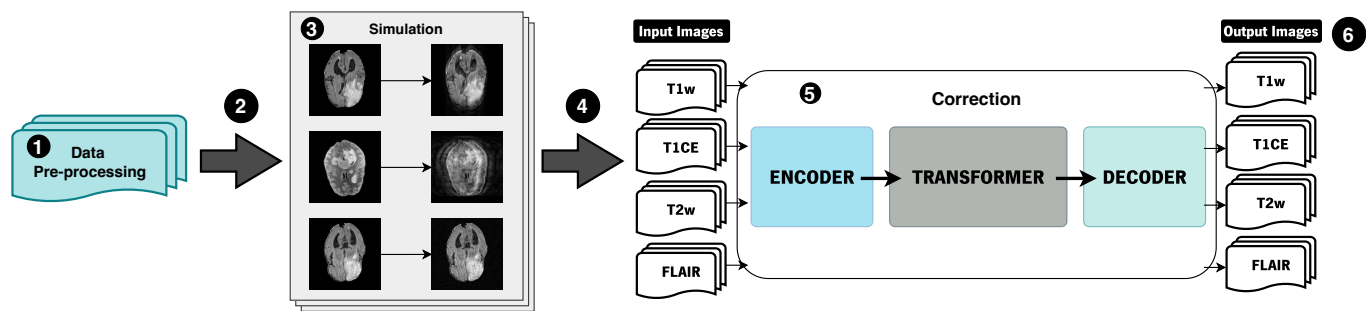 1
Data
Pre-processing
2
3
Simulation
4
Input Images
T1w
T1CE
T2w
FLAIR
5
Correction
ENCODER
TRANSFORMER
DECODER
Output Images
6
T1w
T1CE
T2w
FLAIR